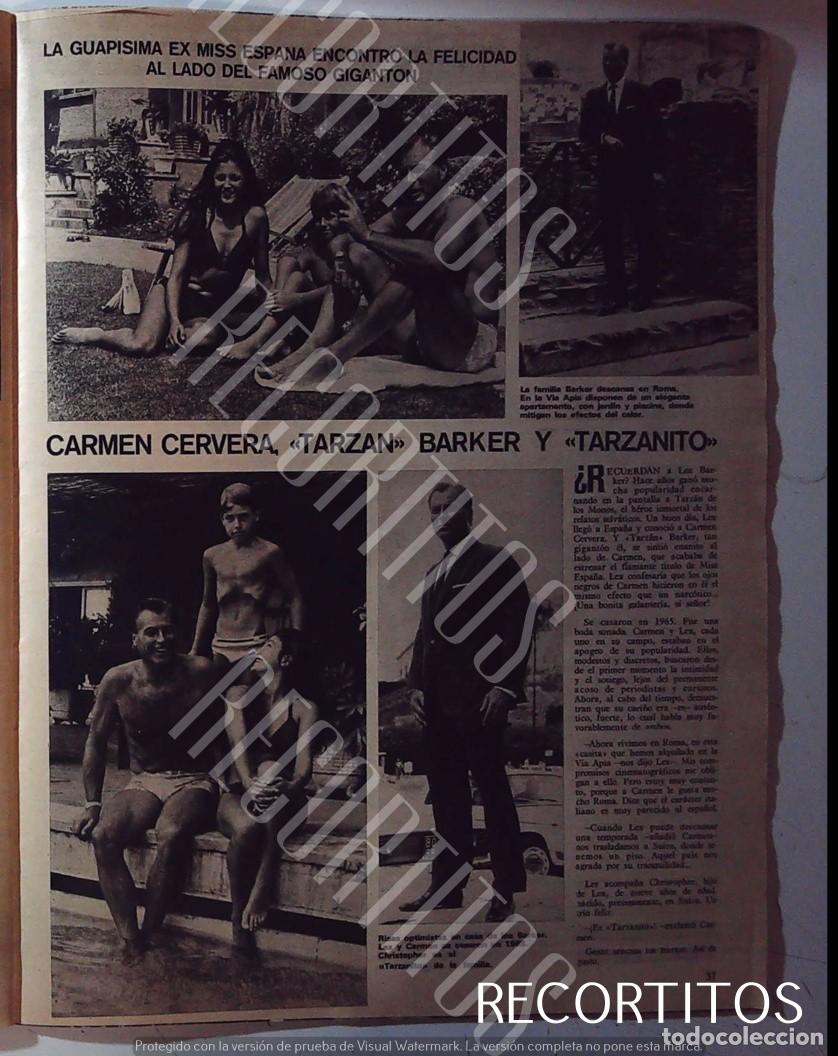 LA GUAPISIMA EX MISS ESPAÑA ENCONTRO LA FELICIDAD
AL LADO DEL FAMOSO GIGANTON
La familia Barker descansa en Roma.
En la Vía Apia disponen de un elegante
apartamento, con jardín y piscina, donde
mitigan los efectos del calor.
CARMEN CERVERA, «TARZAN» BARKER Y «TARZANITO»
¿RECUERDAN a Lex Bar-
ker? Hace años ganó mu-
cha popularidad encar-
nando en la pantalla a Tarzán de
los Monos, el héroe inmortal de los
relatos selváticos. Un buen día, Lex
llegó a España y conoció a Carmen
Cervera. Y «Tarzán» Barker, tan
gigantón él, se sintió enanito al
lado de Carmen, que acababa de
estrenar el flamante título de Miss
España. Lex confesaría que los ojos
negros de Carmen hicieron en él el
mismo efecto que un narcótico...
¡Una bonita galantería, sí señor!
Se casaron en 1965. Fue una
boda sonada. Carmen y Lex, cada
uno en su campo, estaban en el
apogeo de su popularidad. Ellos,
modestos y discretos, buscaron des-
de el primer momento la intimidad
y el sosiego, lejos del permanente
acoso de periodistas y curiosos.
Ahora, al cabo del tiempo, demues-
tran que su cariño era -es- autén-
tico, fuerte, lo cual habla muy fa-
vorablemente de ambos.
-Ahora vivimos en Roma, en esta
«casita» que hemos alquilado en la
Vía Apia -nos dijo Lex-. Mis com-
promisos cinematográficos me obli-
gan a ello. Pero estoy muy conten-
to, porque a Carmen le gusta mu-
cho Roma. Dice que el carácter ita-
liano es muy parecido al español.
-Cuando Lex puede descansar
una temporada -añadió Carmen-
nos trasladamos a Suiza, donde te-
nemos un piso. Aquel país nos
agrada por su tranquilidad...
Les acompaña Christopher, hijo
de Lex, de nueve años de edad,
nacido, precisamente, en Suiza. Un
trío feliz.
-¡Es «Tarzanito»! -exclamó Car-
men.
Risas optimistas en casa de los Barker.
Lex y Carmen se casaron en 1965.
Christopher es el
«Tarzanito» de la familia.
37
RECORTITOS
RECORTITOS
RECORTITOS
RECORTITOS
RECORTITOS
todocoleccion
Protegido con la versión de prueba de Visual Watermark. La versión completa no pone esta marca.